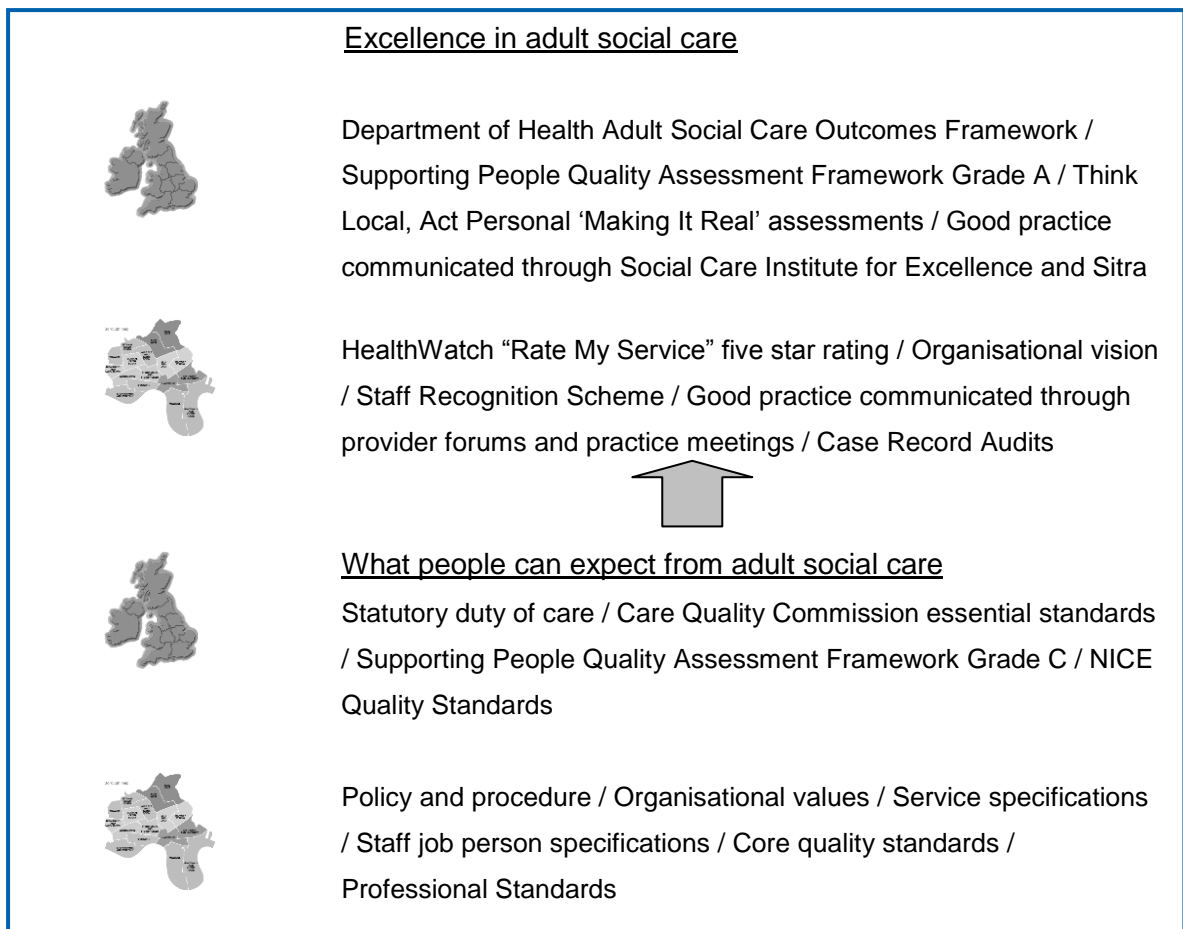 Excellence in adult social care
Department of Health Adult Social Care Outcomes Framework /
Supporting People Quality Assessment Framework Grade A / Think
Local, Act Personal ‘Making It Real’ assessments / Good practice
communicated through Social Care Institute for Excellence and Sitra
HealthWatch “Rate My Service” five star rating / Organisational vision
/ Staff Recognition Scheme / Good practice communicated through
provider forums and practice meetings / Case Record Audits
What people can expect from adult social care
Statutory duty of care / Care Quality Commission essential standards
/ Supporting People Quality Assessment Framework Grade C / NICE
Quality Standards
Policy and procedure / Organisational values / Service specifications
/ Staff job person specifications / Core quality standards /
Professional Standards